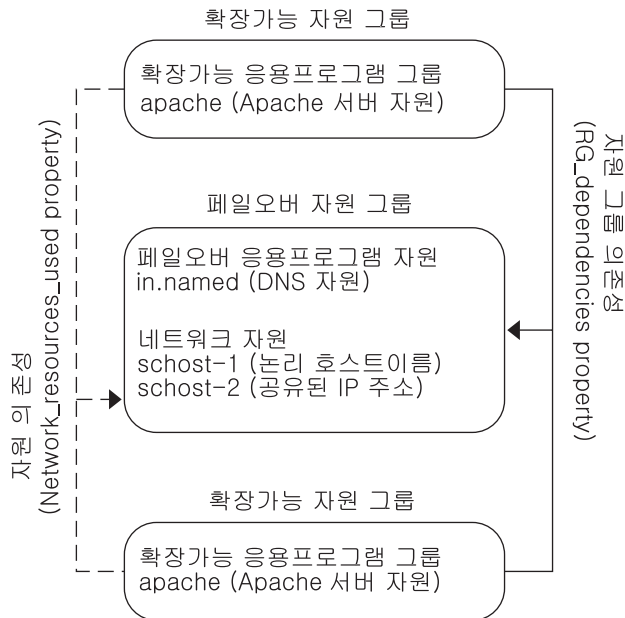 확장가능 자원 그룹
확장가능 응용프로그램 그룹
apache (Apache 서버 자원)
페일오버 자원 그룹
페일오버 응용프로그램 자원
in.named (DNS 자원)
네트워크 자원
schost-1 (논리 호스트이름)
schost-2 (공유된 IP 주소)
확장가능 자원 그룹
확장가능 응용프로그램 그룹
apache (Apache 서버 자원)
자원 의존성
(Network_resources_used property)
자원 그룹 의존성
(RG_dependencies property)